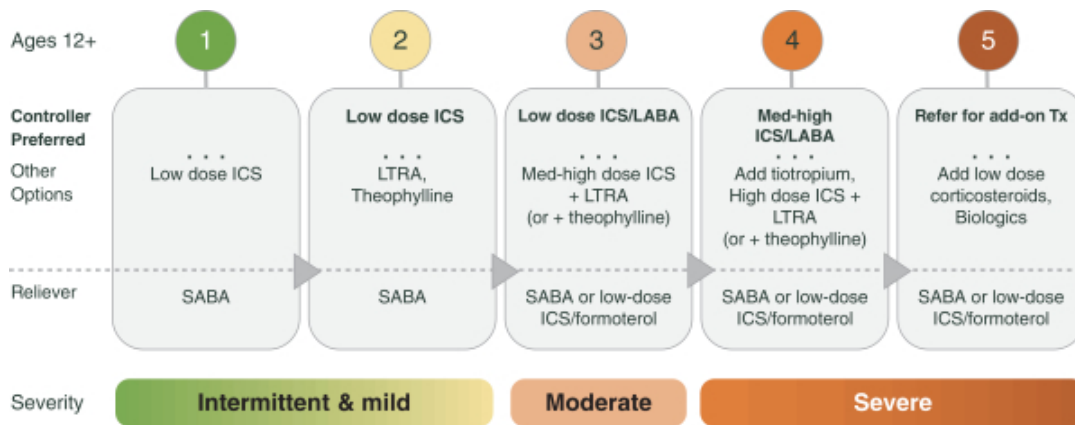 Ages 12+
1
2
3
4
5
Controller
Preferred
Other
Options
. . .
Low dose ICS
Low dose ICS
. . .
LTRA,
Theophylline
Low dose ICS/LABA
. . .
Med-high dose ICS
+ LTRA
(or + theophylline)
Med-high
ICS/LABA
. . .
Add tiotropium,
High dose ICS +
LTRA
(or + theophylline)
Refer for add-on Tx
. . .
Add low dose
corticosteroids,
Biologics
Reliever
SABA
SABA
SABA or low-dose
ICS/formoterol
SABA or low-dose
ICS/formoterol
SABA or low-dose
ICS/formoterol
Severity
Intermittent & mild
Moderate
Severe